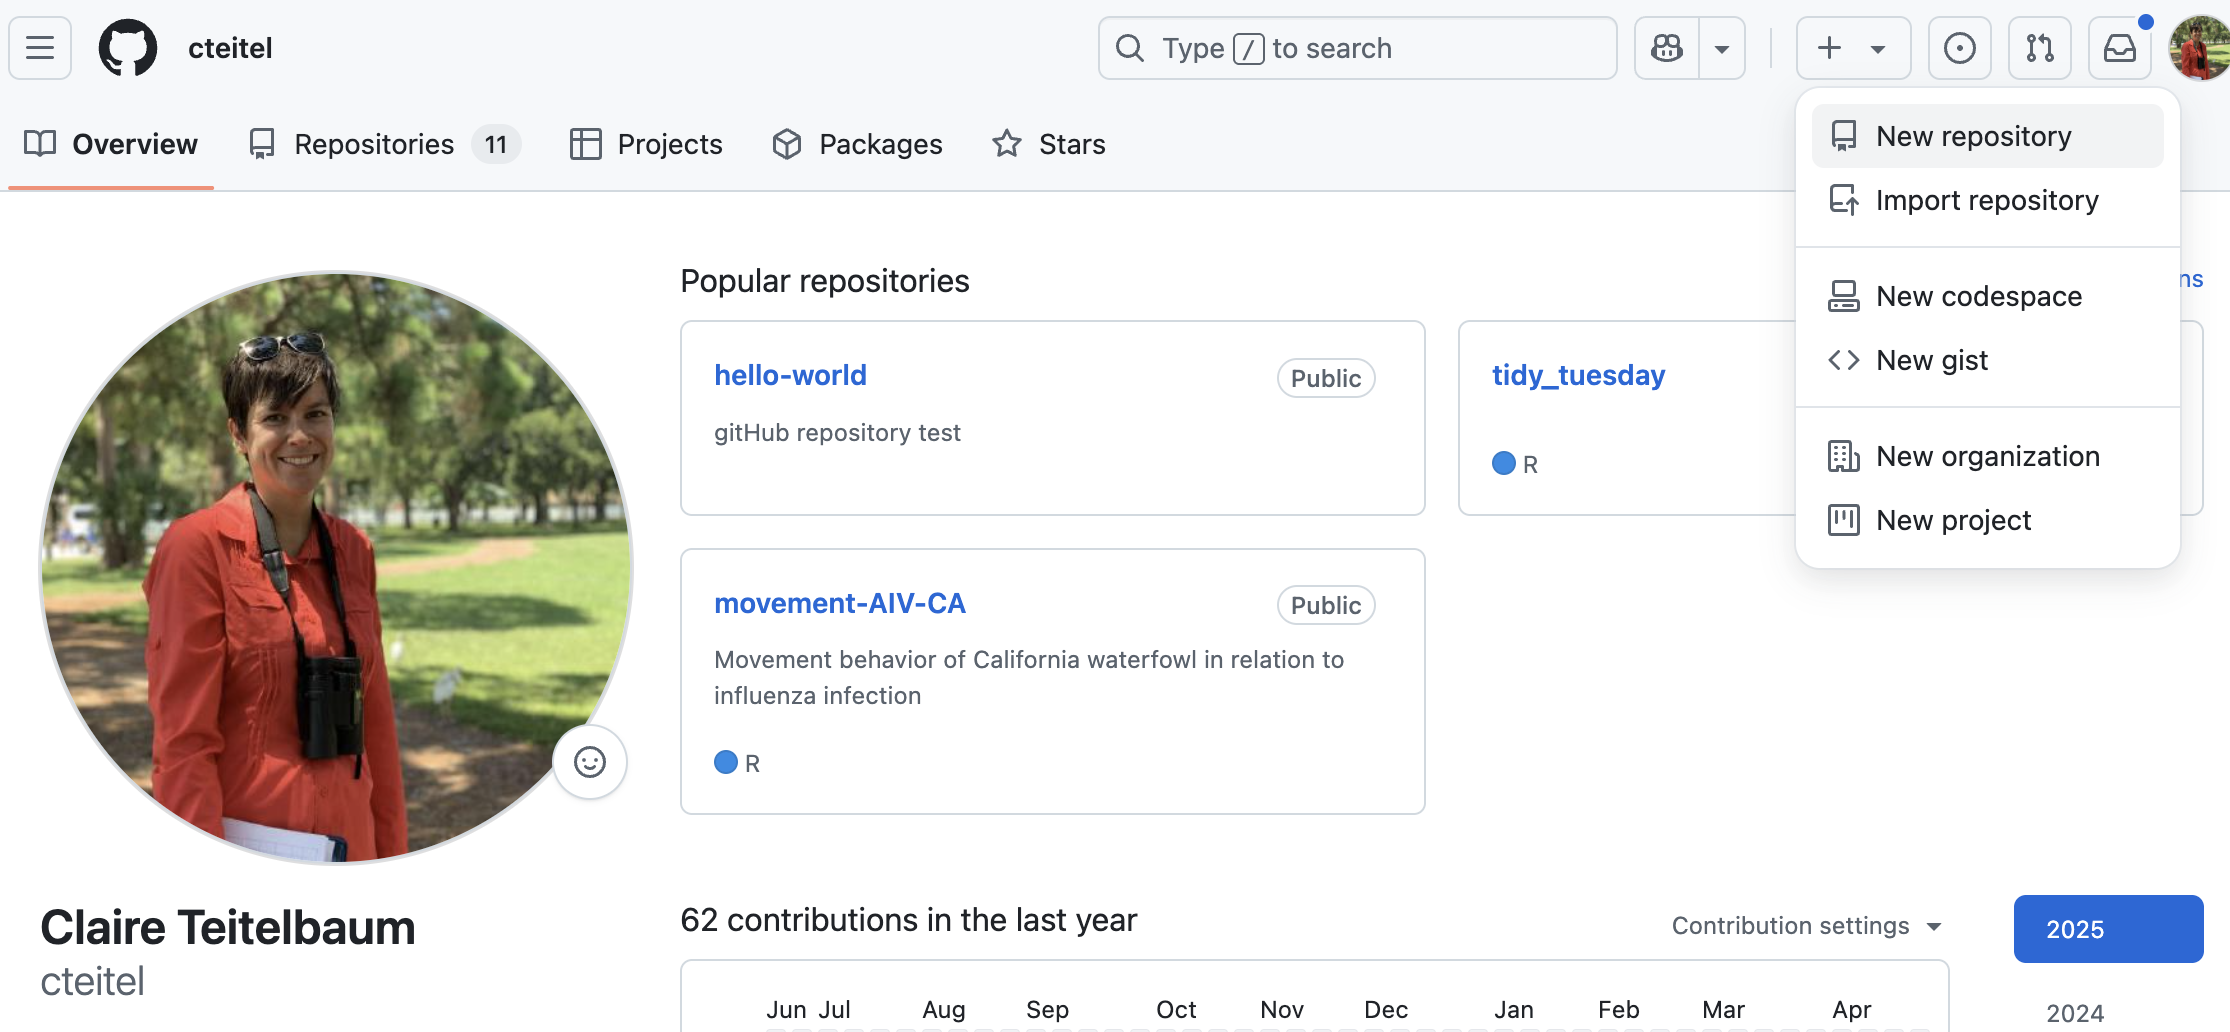 cteitel
Type / to search
Overview
Repositories 11
Projects
Packages
Stars
New repository
Import repository
New codespace
New gist
New organization
New project
Popular repositories
ns
hello-world
Public
gitHub repository test
tidy_tuesday
R
movement-AIV-CA
Public
Movement behavior of California waterfowl in relation to
influenza infection
R
Claire Teitelbaum
cteitel
62 contributions in the last year
Contribution settings
2025
2024
Jun Jul Aug Sep Oct Nov Dec Jan Feb Mar Apr